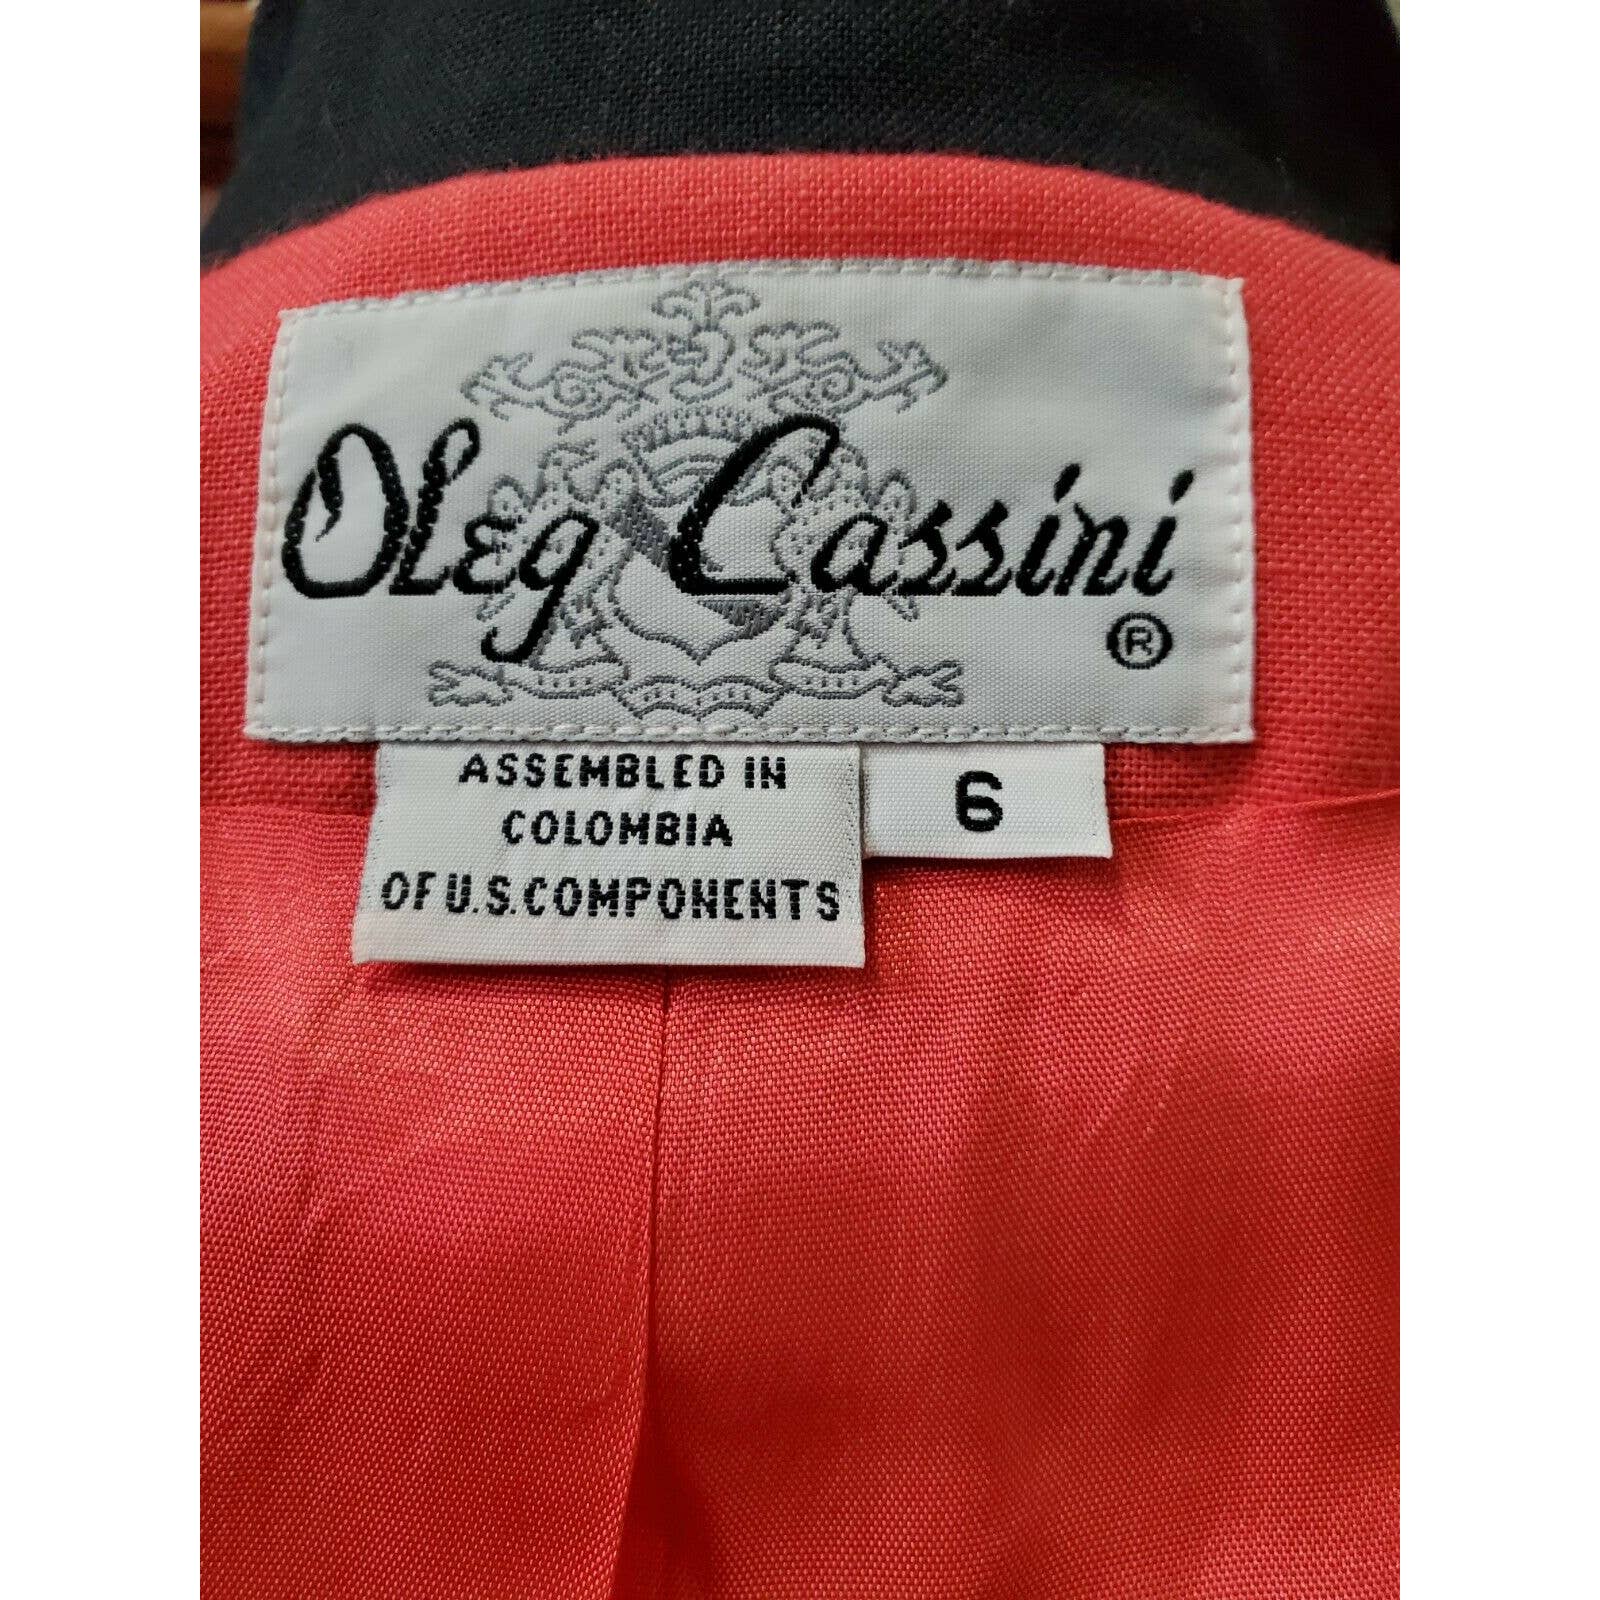 Oleg Cassini
®
ASSEMBLED IN
COLOMBIA
OF U.S. COMPONENTS
6